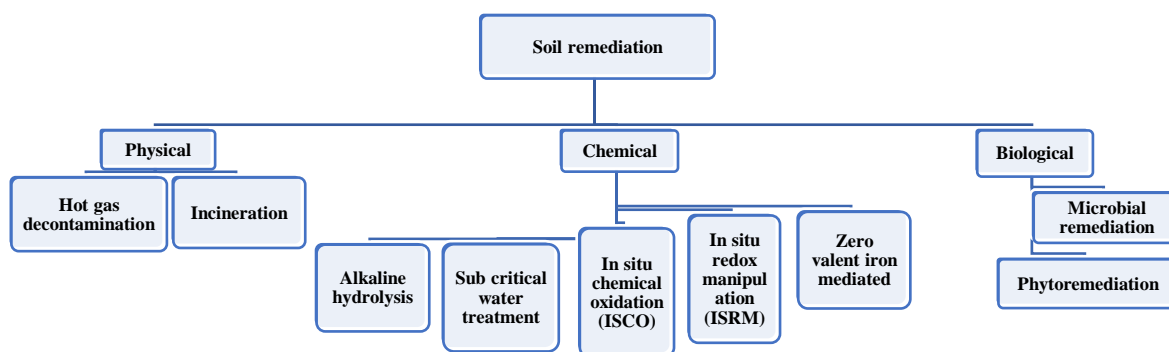 Soil remediation
Physical
Chemical
Biological
Hot gas
decontamination
Incineration
Alkaline
hydrolysis
Sub critical
water
treatment
In situ
chemical
oxidation
(ISCO)
In situ
redox
manipul
ation
(ISRM)
Zero
valent iron
mediated
Microbial
remediation
Phytoremediation